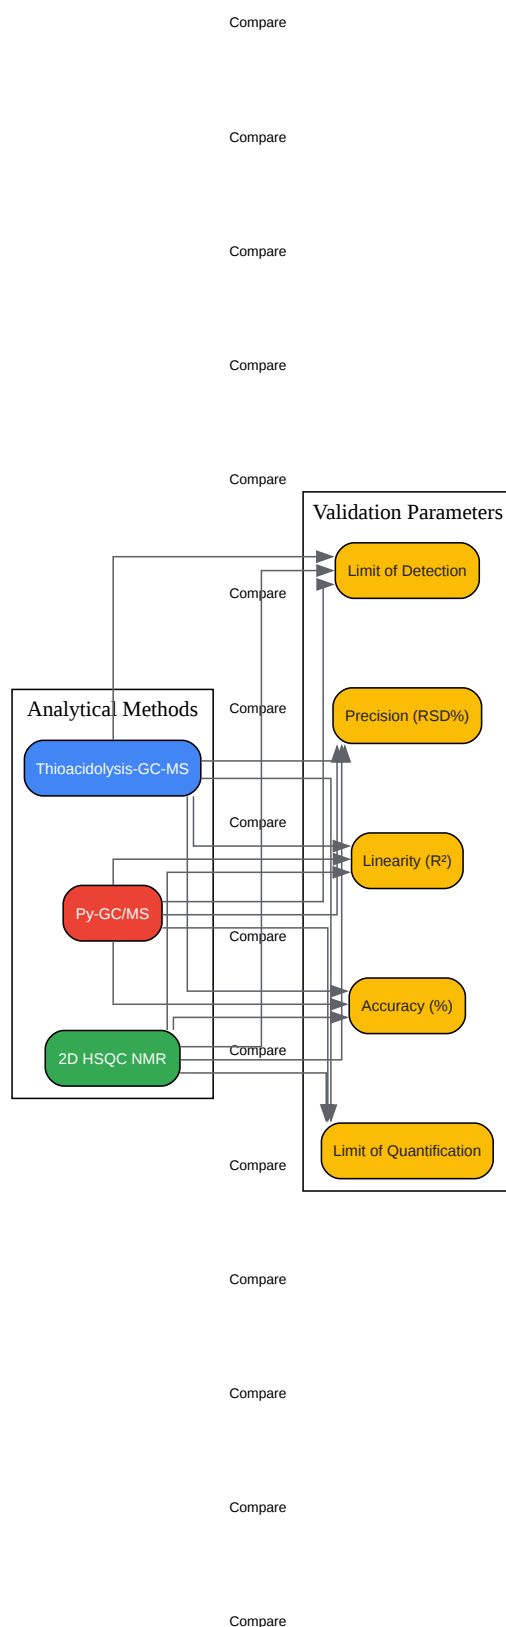 Compare
Compare
Compare
Compare
Compare
Validation Parameters
Limit of Detection
Compare
Analytical Methods
Compare
Precision (RSD%)
Thioacidolysis-GC-MS
Compare
Linearity (R²)
Py-GC/MS
Compare
Accuracy (%)
2D HSQC NMR
Compare
Limit of Quantification
Compare
Compare
Compare
Compare
Compare